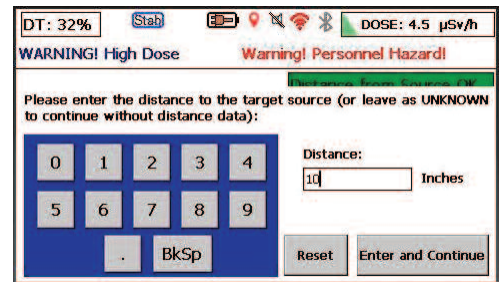 DT: 32%
Stab
DOSE: 4.5 µSv/h
WARNING! High Dose
Warning! Personnel Hazard!
Distance from Source OK
Please enter the distance to the target source (or leave as UNKNOWN
to continue without distance data):
0 1 2 3 4
Distance:
10
Inches
5 6 7 8 9
. BkSp
Reset
Enter and Continue